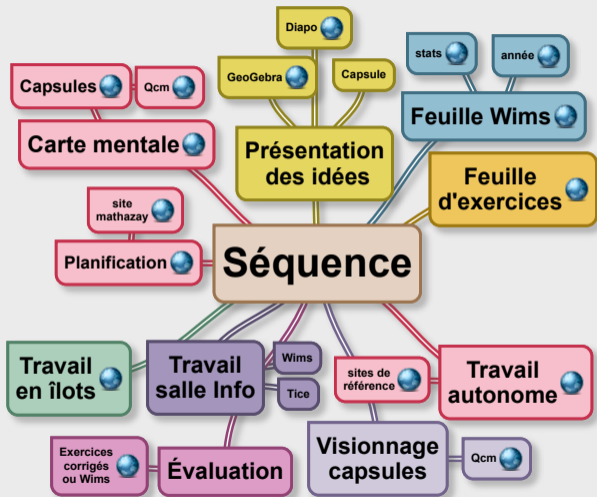 Diapo
stats
année
GeoGebra
Capsule
Capsules
Qcm
Feuille Wims
Carte mentale
Présentation
des idées
Feuille
d'exercices
site
mathazay
Planification
Séquence
Travail
en îlots
Travail
salle Info
Wims
Tice
sites de
référence
Travail
autonome
Exercices
corrigés
ou Wims
Évaluation
Visionnage
capsules
Qcm